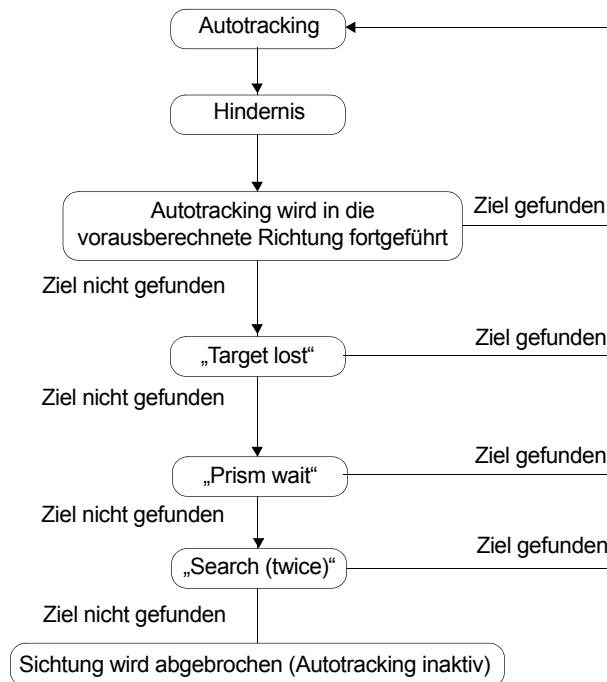 Autotracking
Hindernis
Autotracking wird in die
vorausberechnete Richtung fortgeführt
Ziel gefunden
Ziel nicht gefunden
„Target lost“
Ziel gefunden
Ziel nicht gefunden
„Prism wait“
Ziel gefunden
Ziel nicht gefunden
„Search (twice)“
Ziel gefunden
Ziel nicht gefunden
Sichtung wird abgebrochen (Autotracking inaktiv)